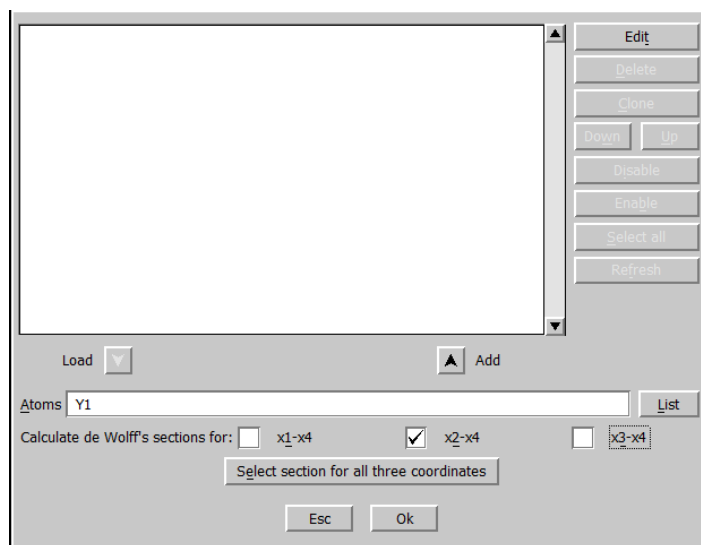 Edit
Delete
Clone
Down Up
Disable
Enable
Select all
Refresh
Load Add
Atoms Y1 List
Calculate de Wolff's sections for: x1-x4 x2-x4 x3-x4
Select section for all three coordinates
Esc Ok